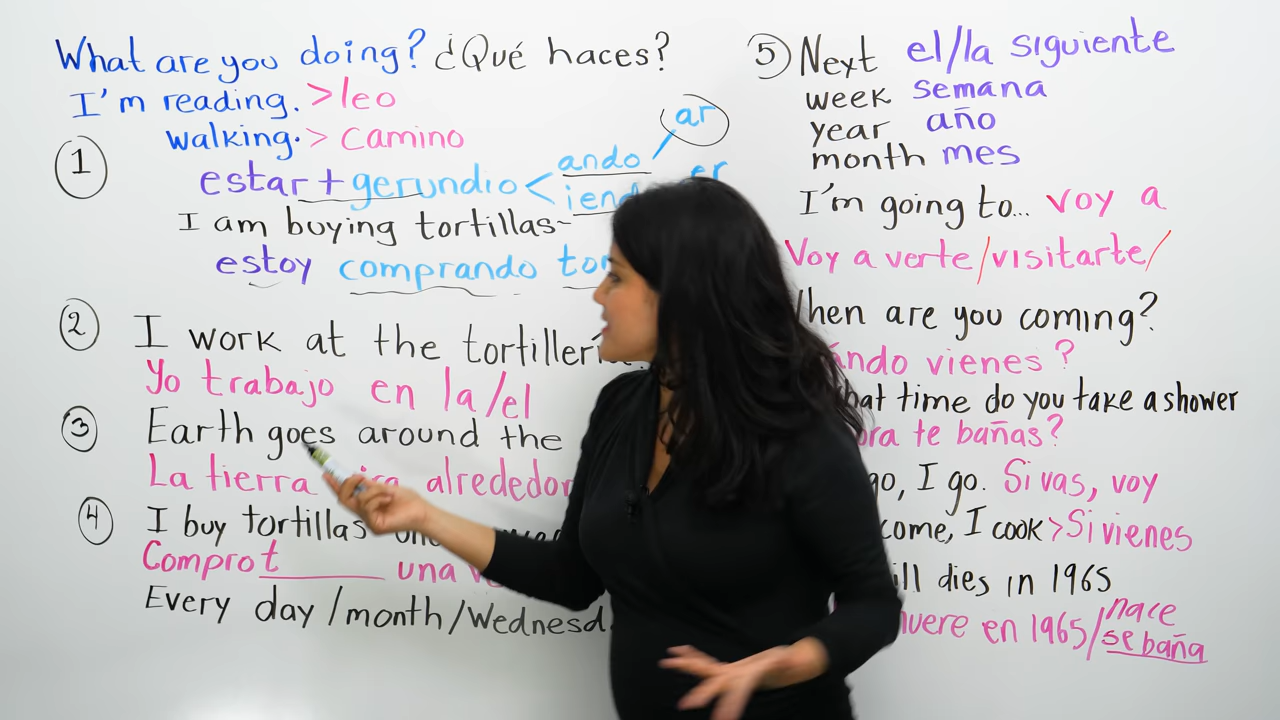 What are you doing? ¿Qué haces?
I'm reading. > leo
walking. > camino
ar
1
estar + gerundio < ando
er
I am buying tortillas~
estoy comprando
2
I work at the
Yo trabajo en la/el
3
Earth goes around the
La tierra alrededor
4
I buy tortillas
Compro t____ una
Every day/month/
5 Next el/la siguiente
week semana
year año
month mes
I'm going to... voy a
Voy a verte/visitarte/
are you coming?
vienes?
time do you take a shower
te bañas?
I go. Si vas, voy
come, I cook > Si vienes
dies in 1965
en 1965/nace
se baña